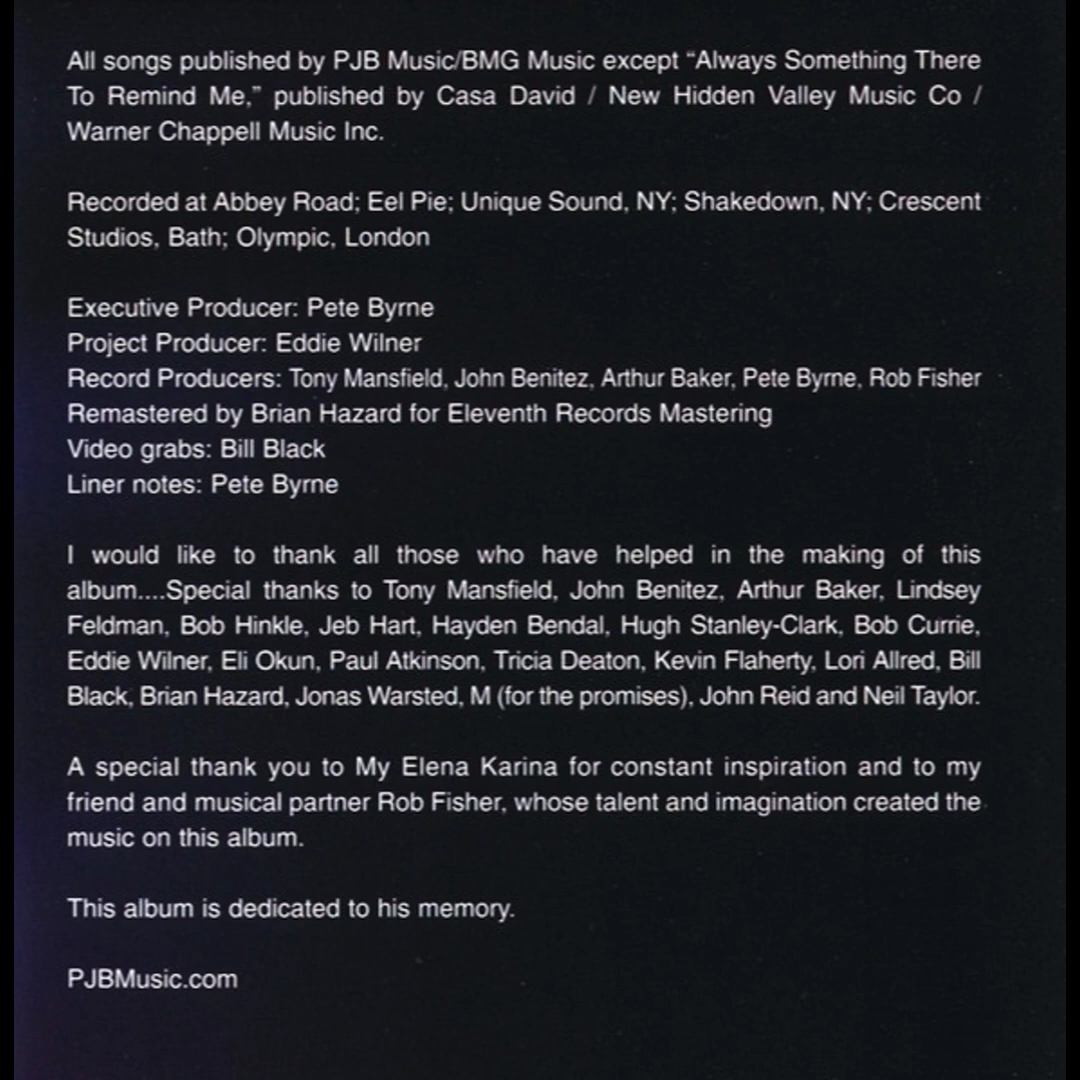 All songs published by PJB Music/BMG Music except “Always Something There
To Remind Me,” published by Casa David / New Hidden Valley Music Co /
Warner Chappell Music Inc.
Recorded at Abbey Road; Eel Pie; Unique Sound, NY; Shakedown, NY; Crescent
Studios, Bath; Olympic, London
Executive Producer: Pete Byrne
Project Producer: Eddie Wilner
Record Producers: Tony Mansfield, John Benitez, Arthur Baker, Pete Byrne, Rob Fisher
Remastered by Brian Hazard for Eleventh Records Mastering
Video grabs: Bill Black
Liner notes: Pete Byrne
I would like to thank all those who have helped in the making of this
album....Special thanks to Tony Mansfield, John Benitez, Arthur Baker, Lindsey
Feldman, Bob Hinkle, Jeb Hart, Hayden Bendal, Hugh Stanley-Clark, Bob Currie,
Eddie Wilner, Eli Okun, Paul Atkinson, Tricia Deaton, Kevin Flaherty, Lori Allred, Bill
Black, Brian Hazard, Jonas Warsted, M (for the promises), John Reid and Neil Taylor.
A special thank you to My Elena Karina for constant inspiration and to my
friend and musical partner Rob Fisher, whose talent and imagination created the
music on this album.
This album is dedicated to his memory.
PJBMusic.com